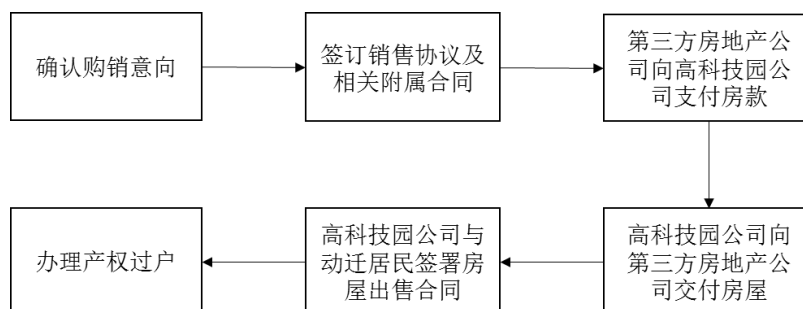 确认购销意向
签订销售协议及
相关附属合同
第三方房地产公
司向高科技园公
司支付房款
高科技园公司向
第三方房地产公
司交付房屋
高科技园公司与
动迁居民签署房
屋出售合同
办理产权过户